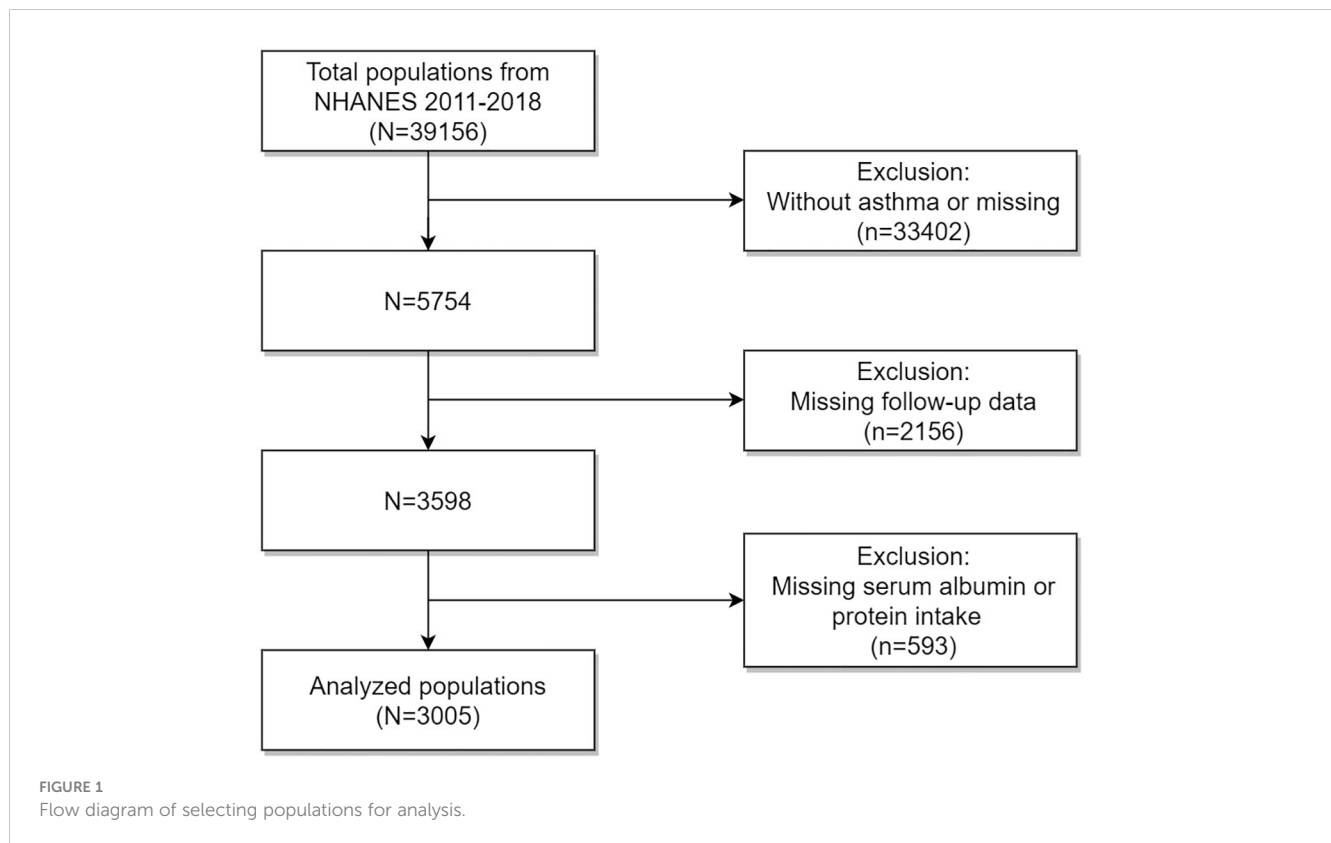 Total populations from
NHANES 2011-2018
(N=39156)
Exclusion:
Without asthma or missing
(n=33402)
N=5754
Exclusion:
Missing follow-up data
(n=2156)
N=3598
Exclusion:
Missing serum albumin or
protein intake
(n=593)
Analyzed populations
(N=3005)
FIGURE 1
Flow diagram of selecting populations for analysis.